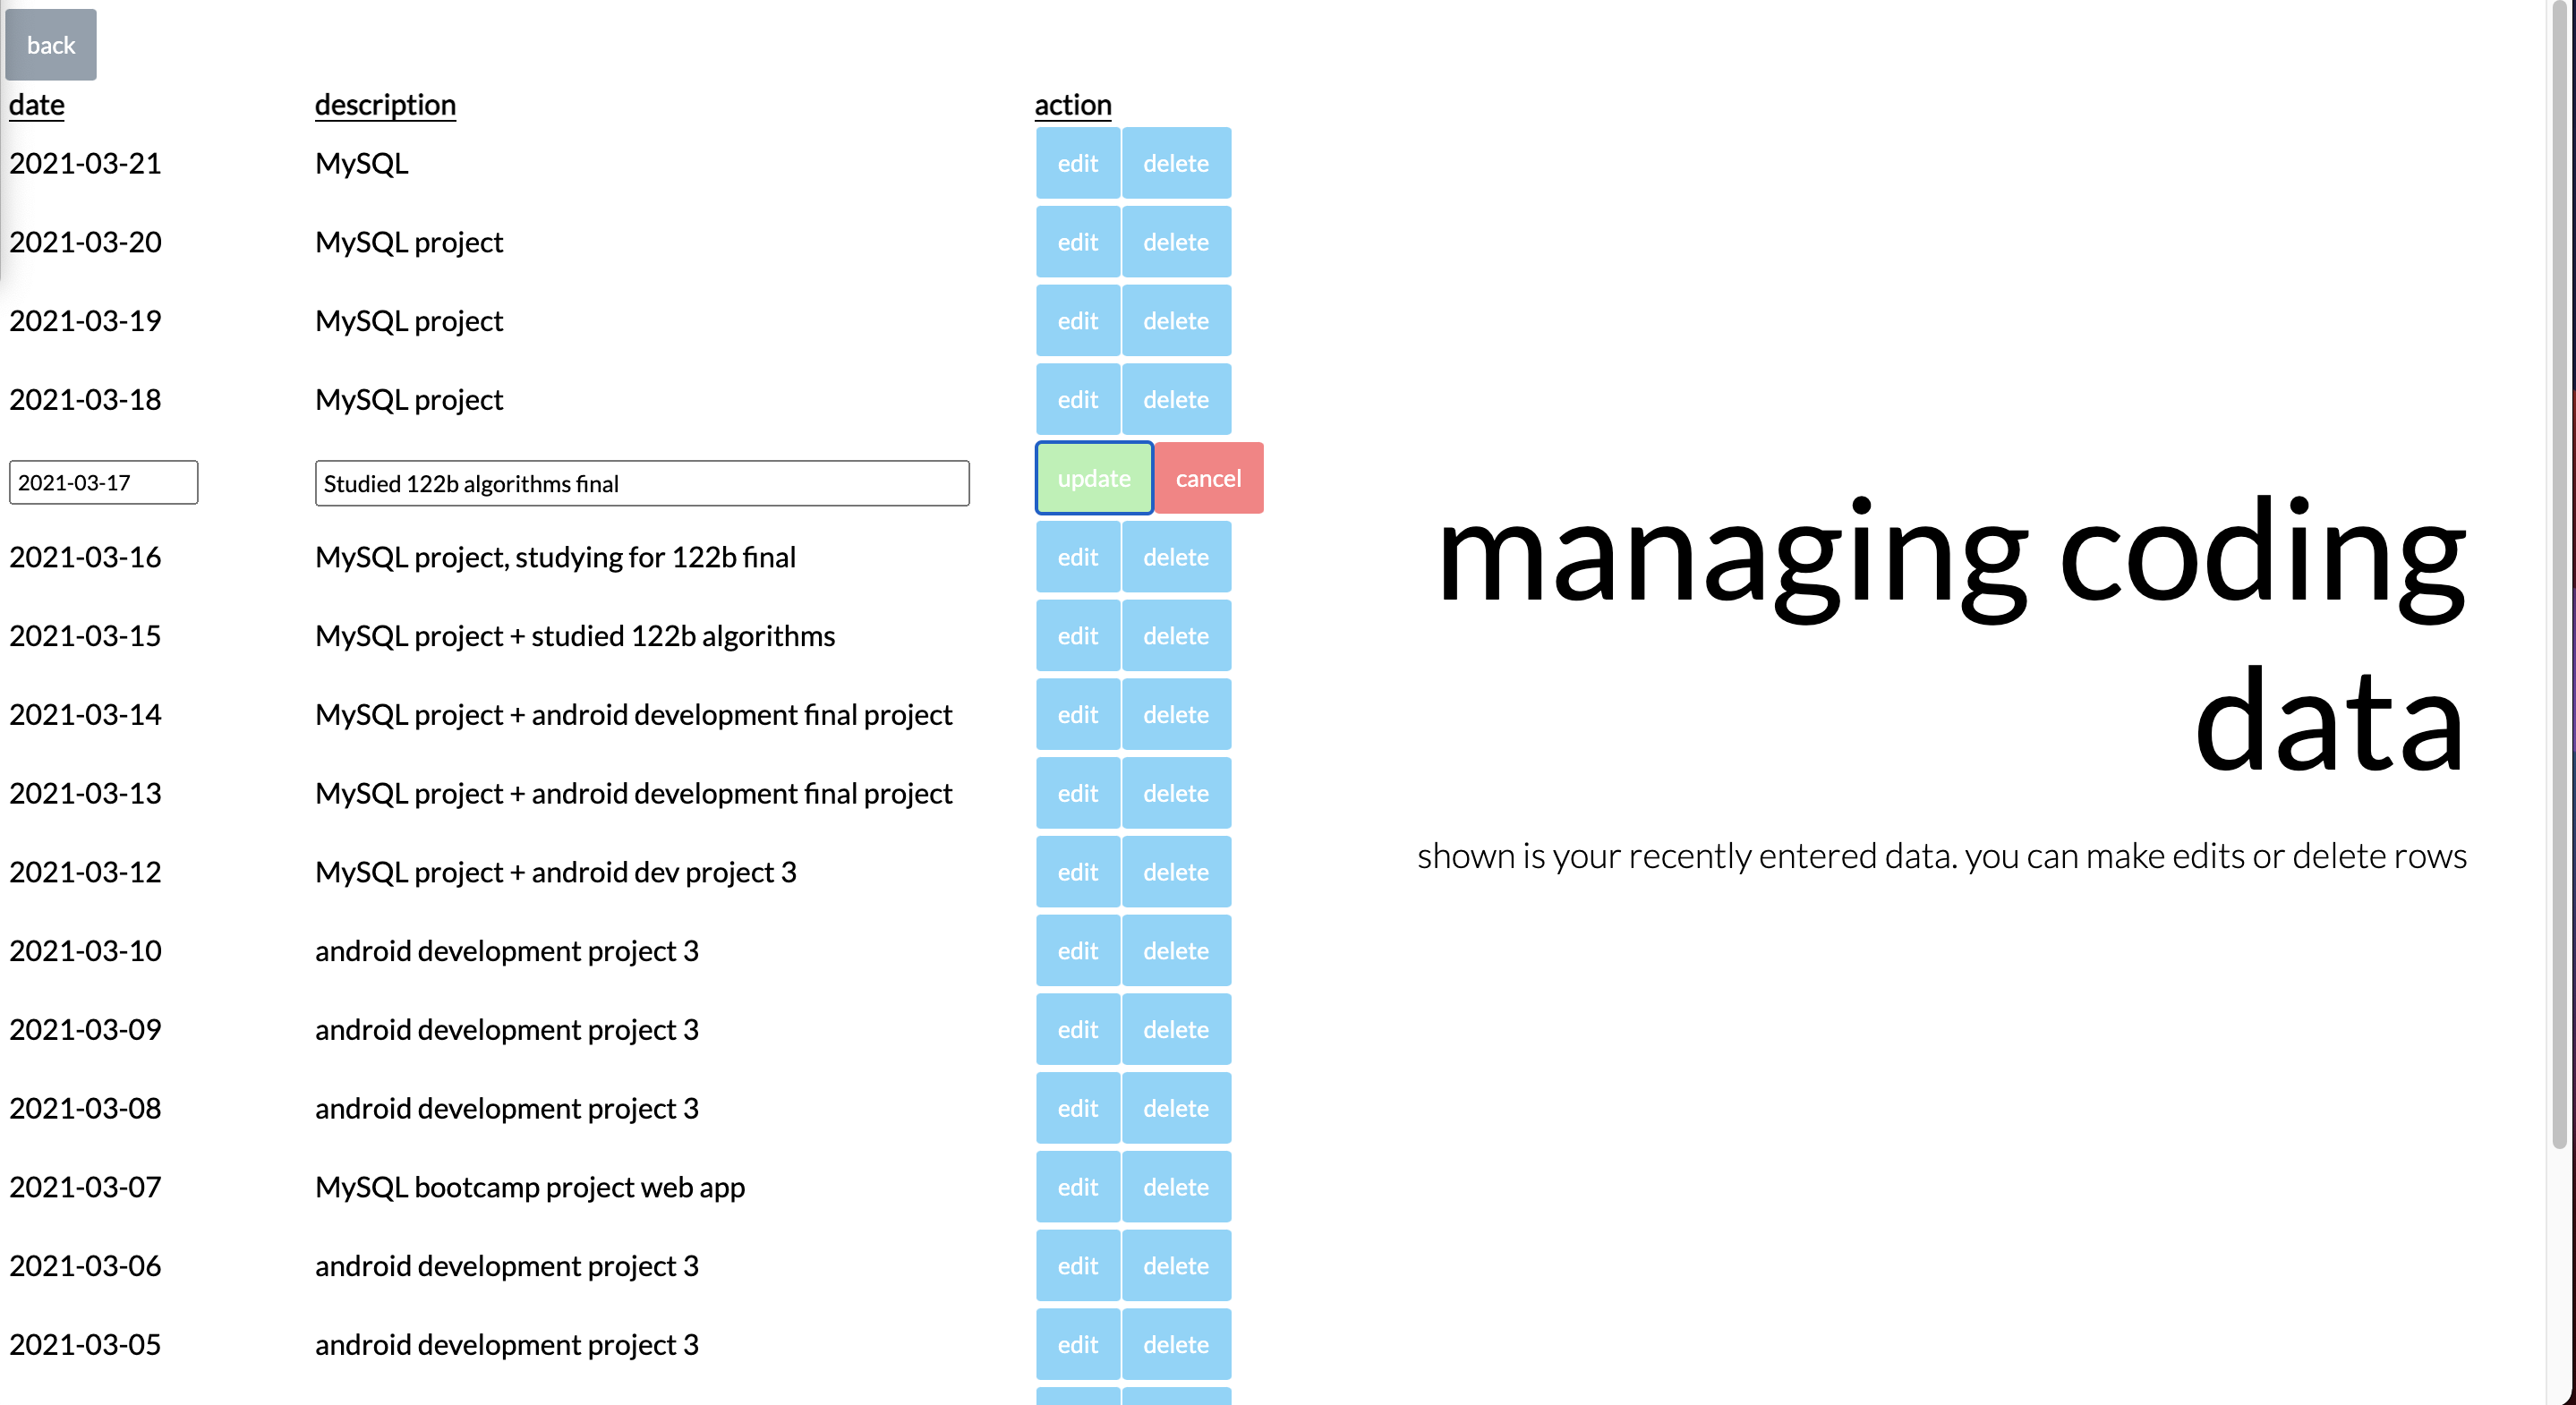 back
date description action
2021-03-21 MySQL edit delete
2021-03-20 MySQL project edit delete
2021-03-19 MySQL project edit delete
2021-03-18 MySQL project edit delete
2021-03-17 Studied 122b algorithms final update cancel
2021-03-16 MySQL project, studying for 122b final edit delete
2021-03-15 MySQL project + studied 122b algorithms edit delete
2021-03-14 MySQL project + android development final project edit delete
2021-03-13 MySQL project + android development final project edit delete
2021-03-12 MySQL project + android dev project 3 edit delete
2021-03-10 android development project 3 edit delete
2021-03-09 android development project 3 edit delete
2021-03-08 android development project 3 edit delete
2021-03-07 MySQL bootcamp project web app edit delete
2021-03-06 android development project 3 edit delete
2021-03-05 android development project 3 edit delete
managing coding
data
shown is your recently entered data. you can make edits or delete rows